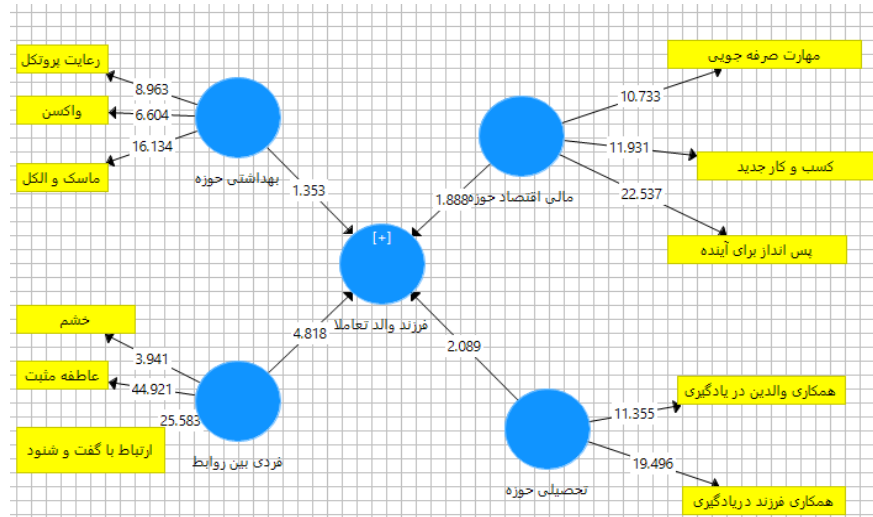 رعایت پروتکل
8.963
واکسن
6.604
ماسک و الکل
16.134
بهداشتی حوزه
1.353
مهارت صرفه جویی
10.733
کسب و کار جدید
11.931
پس انداز برای آینده
22.537
مالی اقتصاد حوزه
1.888
[+]
فرزند والد تعاملا
خشم
3.941
عاطفه مثبت
44.921
ارتباط با گفت و شنود
25.583
فردی بین روابط
4.818
2.089
همکاری والدین در یادگیری
11.355
همکاری فرزند دریادگیری
19.496
تحصیلی حوزه